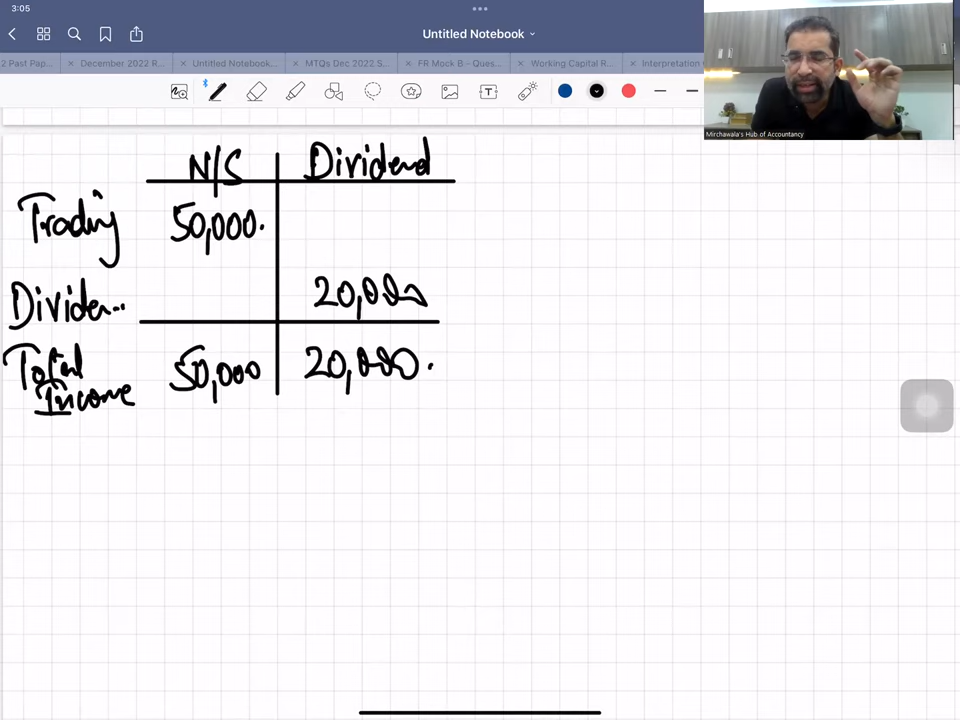 3:05
Untitled Notebook
2 Past Pap...
December 2022 R...
Untitled Notebook...
MTQs Dec 2022 S...
FR Mock B – Ques...
Working Capital R...
Interpretation
Mirchawala's Hub of Accountancy
N/S Dividend
Trading 50,000.
Dividen.. 20,000
Total Income 50,000 20,000.